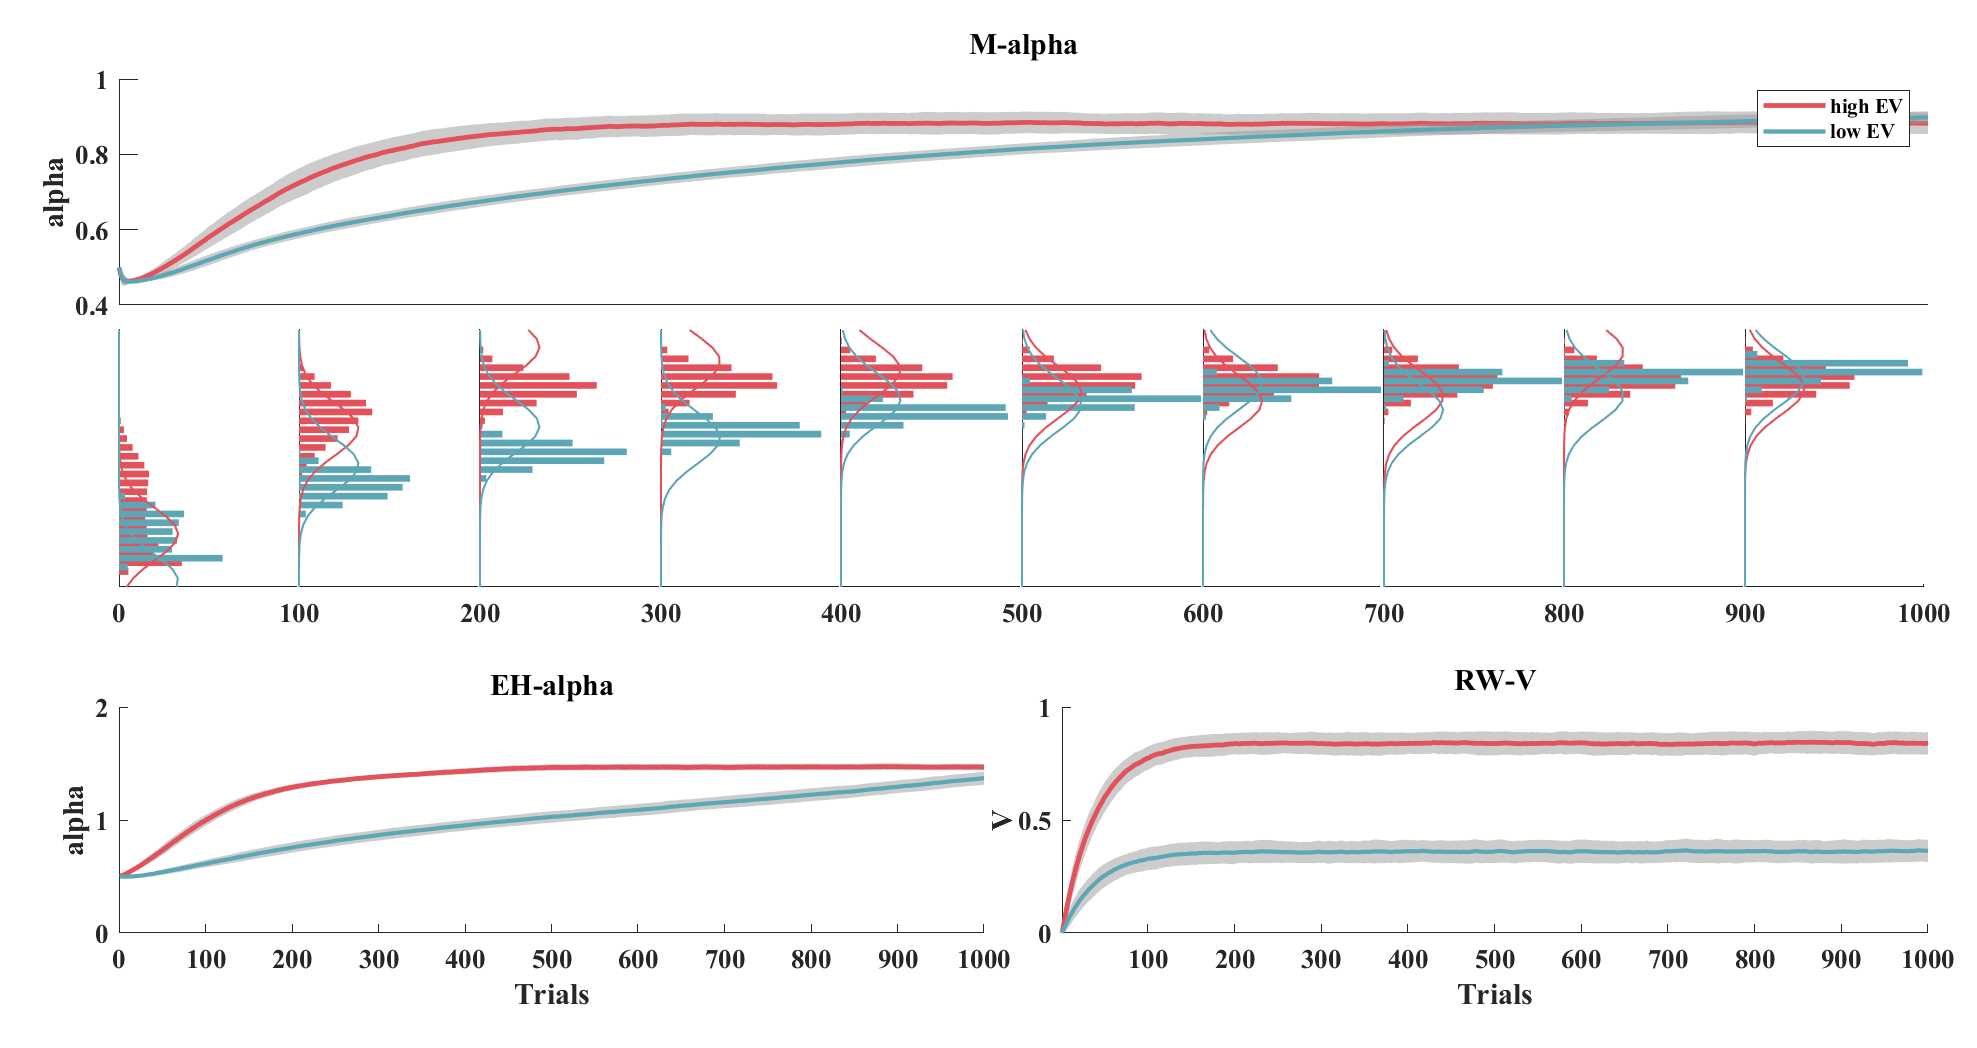 M-alpha
1
0.8
0.6
0.4
alpha
high EV
low EV
0 100 200 300 400 500 600 700 800 900 1000
EH-alpha
2
1
0
alpha
0 100 200 300 400 500 600 700 800 900 1000
Trials
RW-V
1
0.5
0
V
100 200 300 400 500 600 700 800 900 1000
Trials